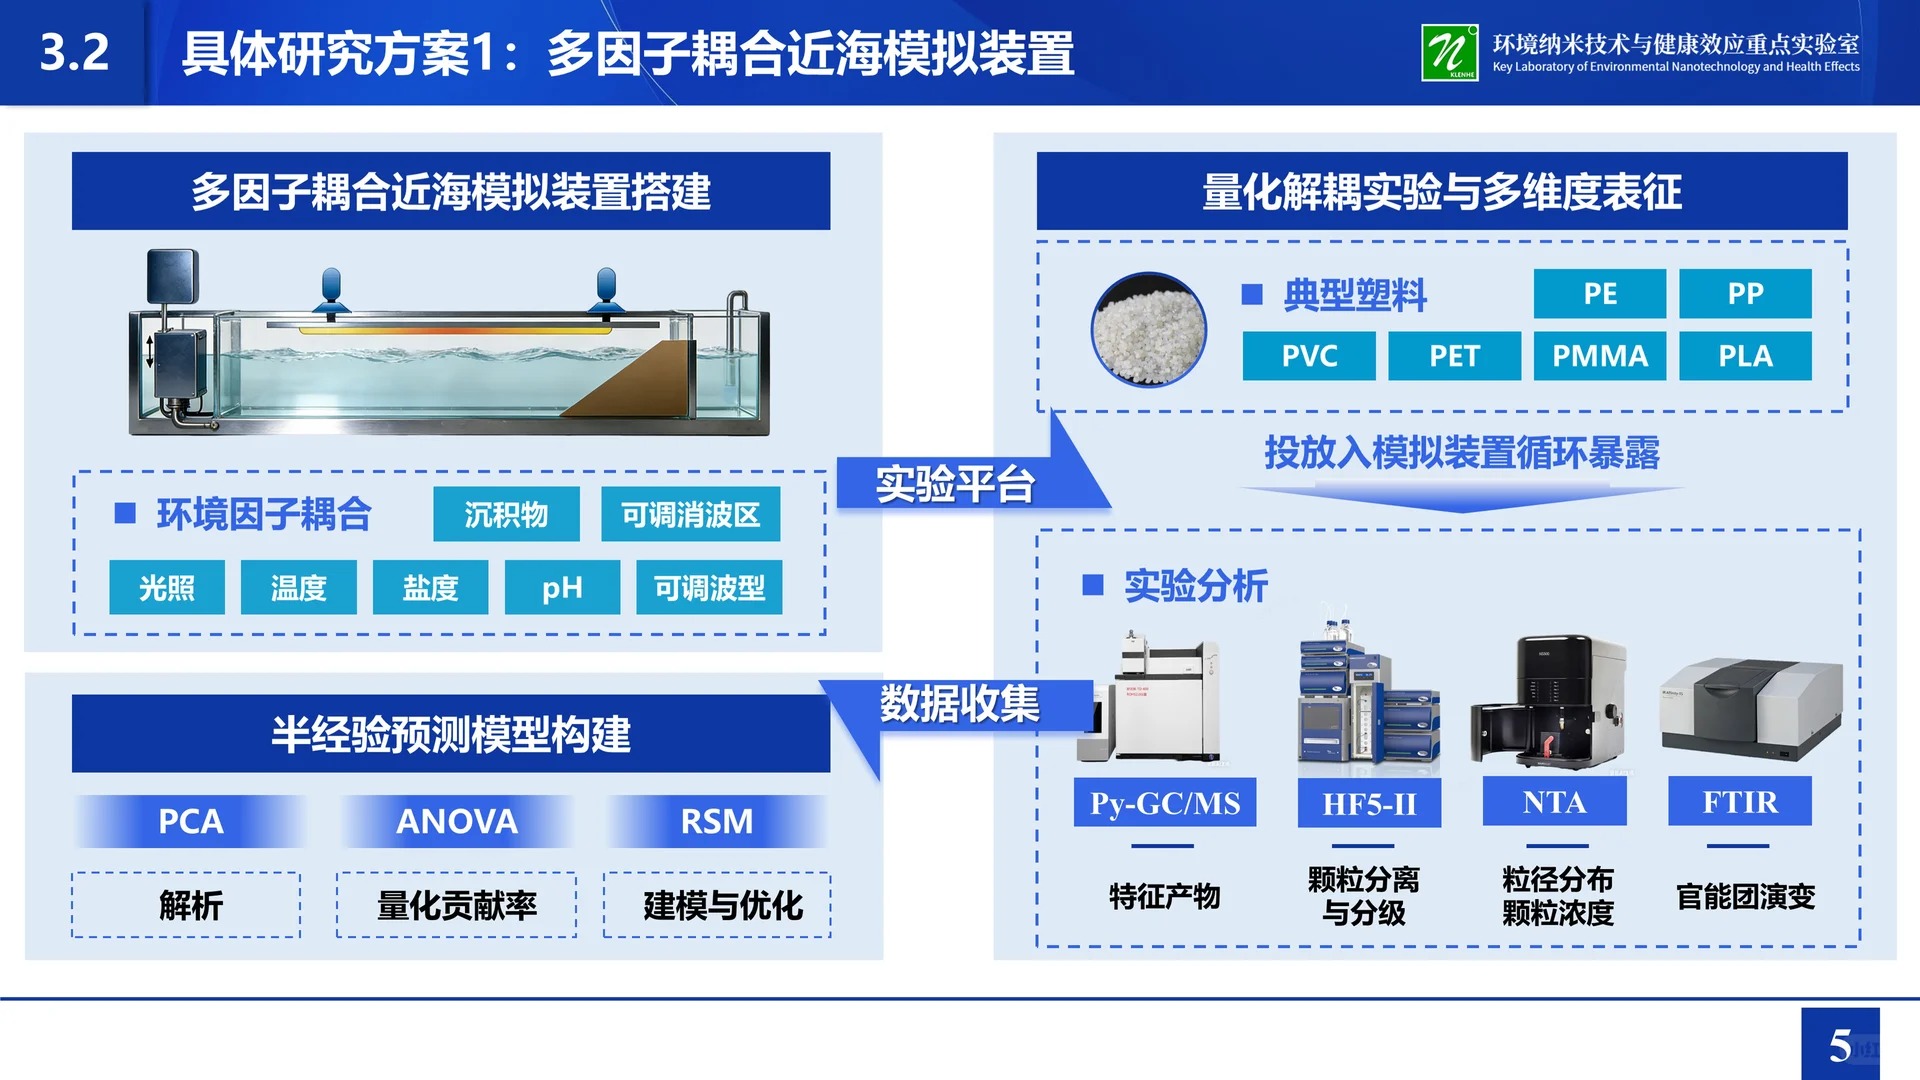 3.2
具体研究方案1：多因子耦合近海模拟装置
环境纳米技术与健康效应重点实验室
Key Laboratory of Environmental Nanotechnology and Health Effects
KLENHE
多因子耦合近海模拟装置搭建
环境因子耦合
沉积物
可调消波区
光照
温度
盐度
pH
可调波型
实验平台
量化解耦实验与多维度表征
典型塑料
PE
PP
PVC
PET
PMMA
PLA
投放入模拟装置循环暴露
实验分析
Py-GC/MS
HF5-II
NTA
FTIR
特征产物
颗粒分离
与分级
粒径分布
颗粒浓度
官能团演变
数据收集
半经验预测模型构建
PCA
ANOVA
RSM
解析
量化贡献率
建模与优化
5